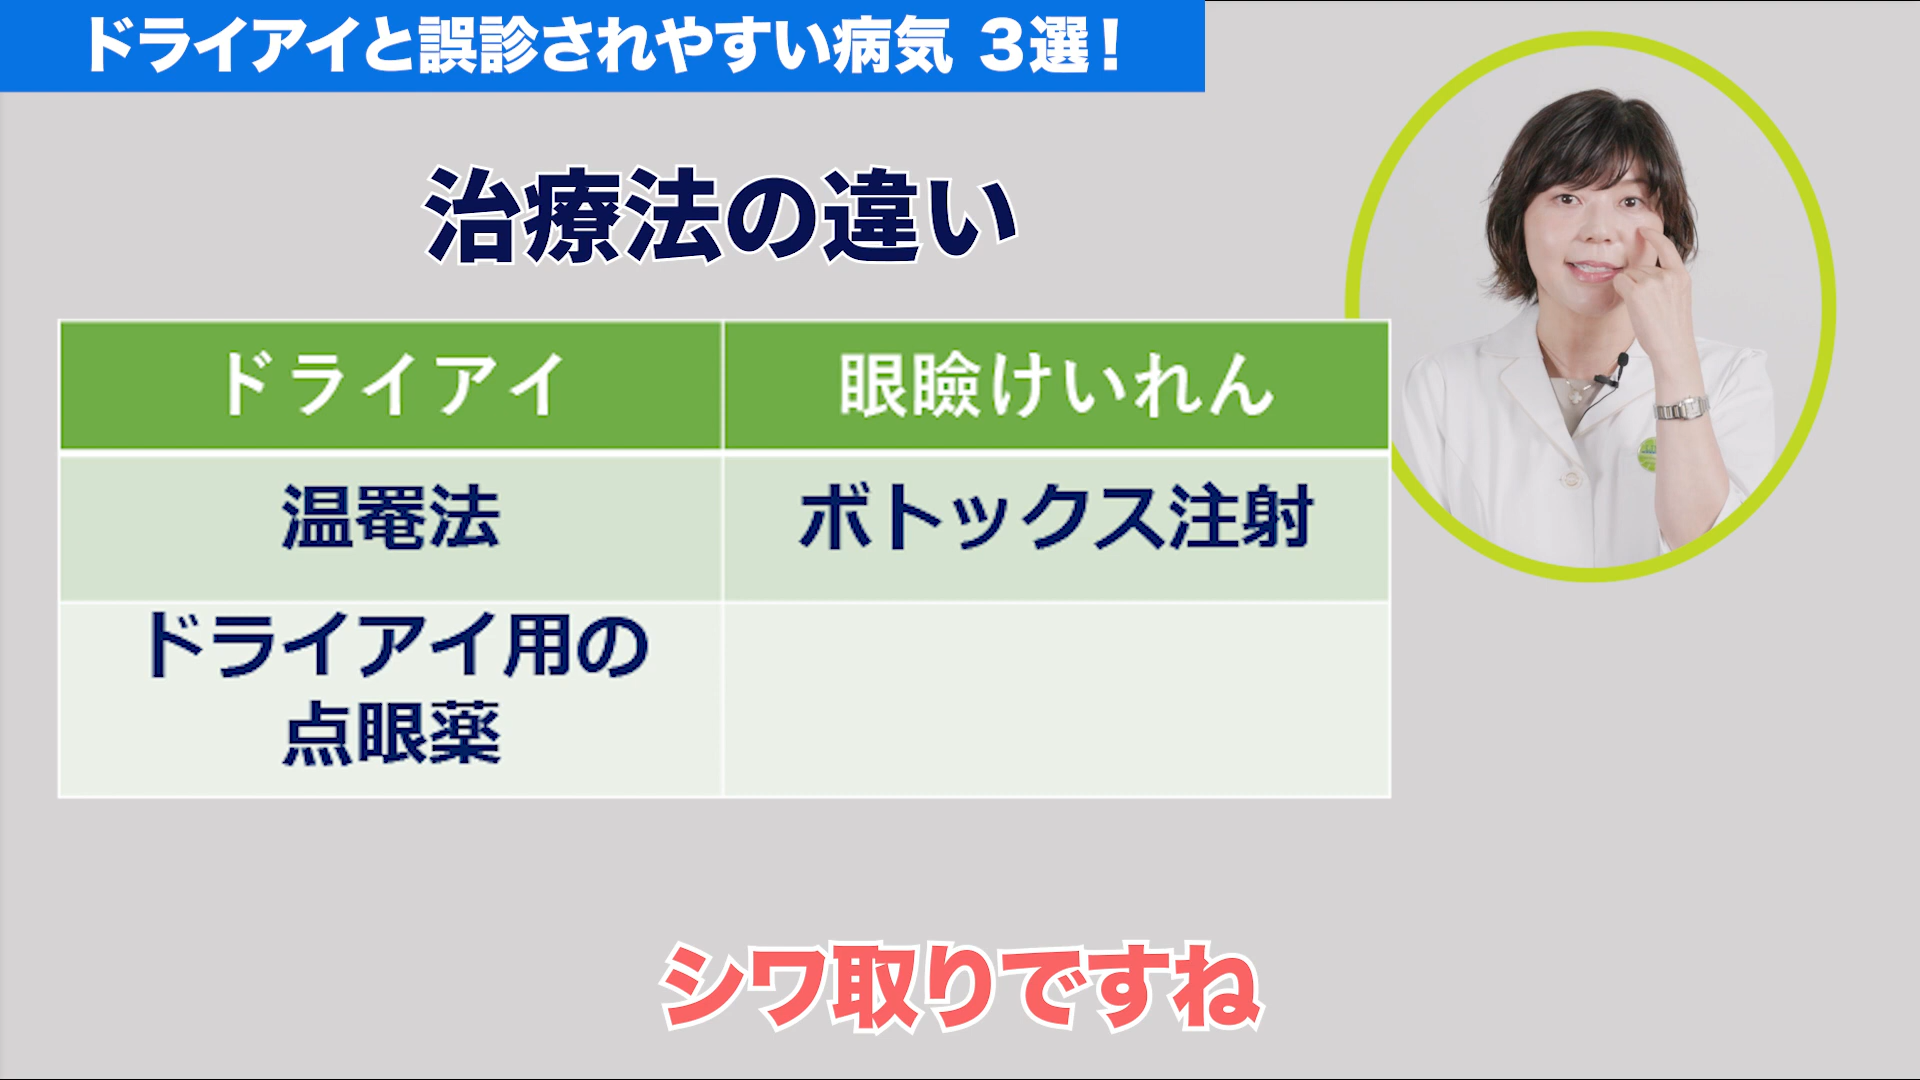 ドライアイと誤診されやすい病気 3選!
治療法の違い
ドライアイ
眼瞼けいれん
温罨法
ボトックス注射
ドライアイ用の
点眼薬
シワ取りですね